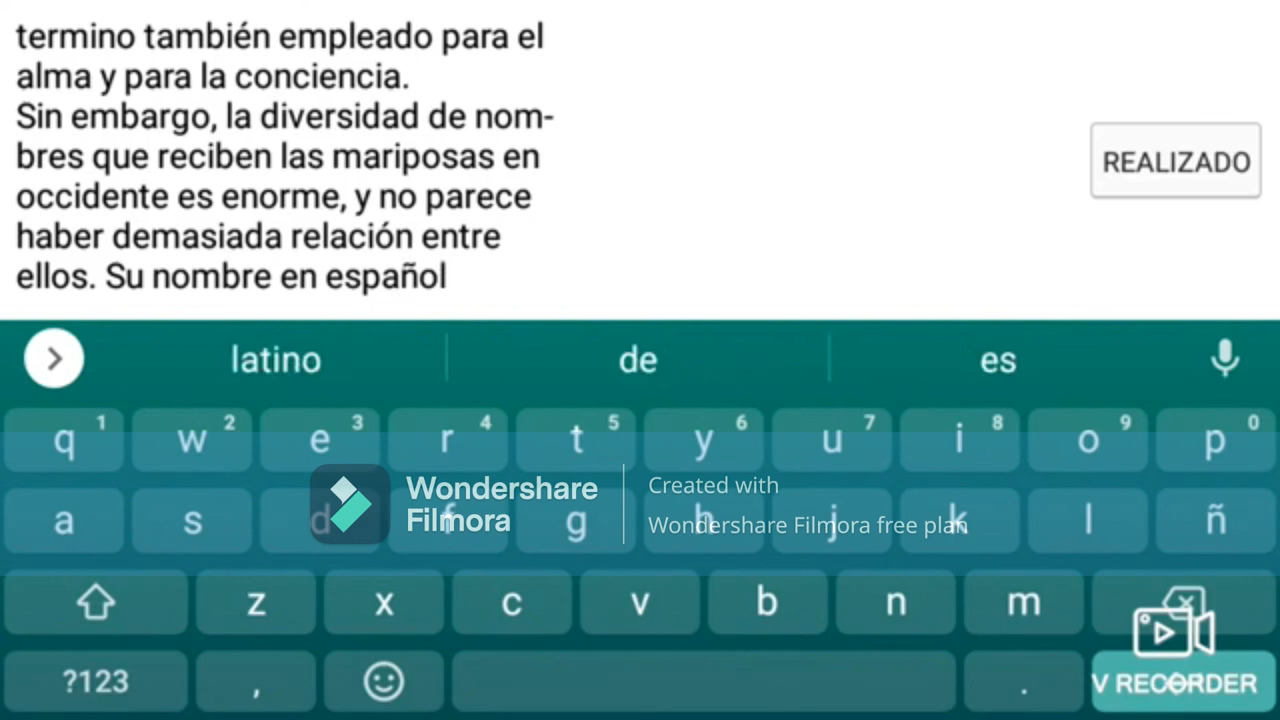 termino también empleado para el
alma y para la conciencia.
Sin embargo, la diversidad de nom-
bres que reciben las mariposas en
occidente es enorme, y no parece
haber demasiada relación entre
ellos. Su nombre en español
REALIZADO
latino de es
q 1 w 2 e 3 r 4 t 5 y 6 u 7 i 8 o 9 p 0
a s d f g h j k l ñ
Wondershare
Filmora
Created with
Wondershare Filmora free plan
z x c v b n m
?123 , .
V RECORDER